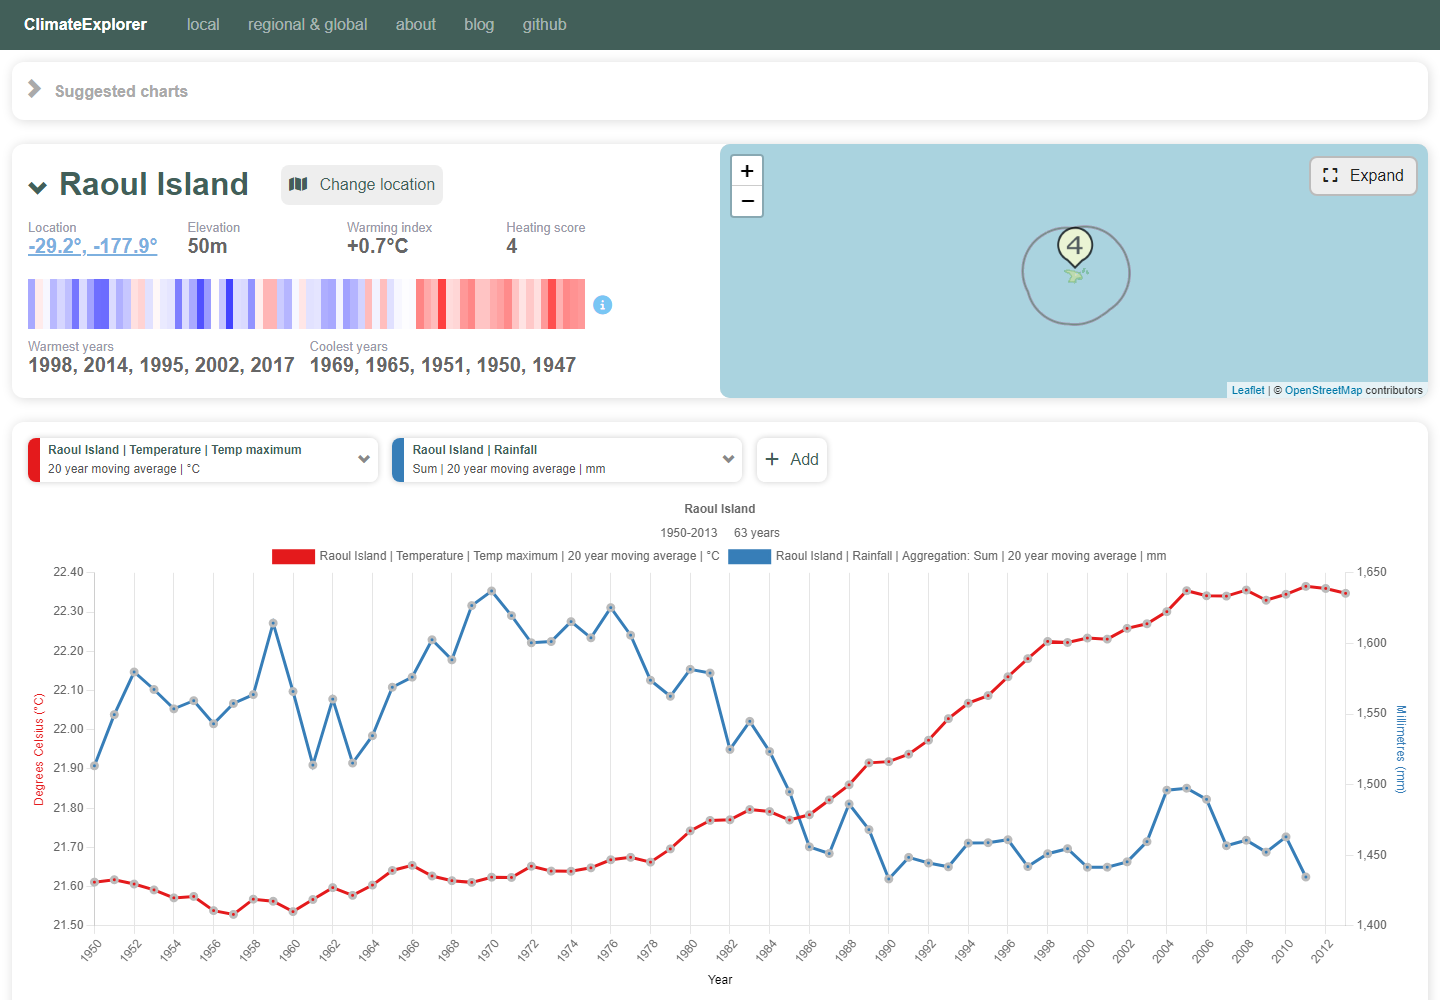 ClimateExplorer local regional & global about blog github
Suggested charts
Raoul Island Change location
Location Elevation Warming index Heating score
-29.2°, -177.9° 50m +0.7°C 4
Warmest years Coolest years
1998, 2014, 1995, 2002, 2017 1969, 1965, 1951, 1950, 1947
+
−
Expand
4
Leaflet | © OpenStreetMap contributors
Raoul Island | Temperature | Temp maximum
20 year moving average | °C
Raoul Island | Rainfall
Sum | 20 year moving average | mm
+ Add
Raoul Island
1950-2013 63 years
Raoul Island | Temperature | Temp maximum | 20 year moving average | °C Raoul Island | Rainfall | Aggregation: Sum | 20 year moving average | mm
Degrees Celsius (°C)
22.40
22.30
22.20
22.10
22.00
21.90
21.80
21.70
21.60
21.50
1,650
1,600
1,550
1,500
1,450
1,400
Millimetres (mm)
1950 1952 1954 1956 1958 1960 1962 1964 1966 1968 1970 1972 1974 1976 1978 1980 1982 1984 1986 1988 1990 1992 1994 1996 1998 2000 2002 2004 2006 2008 2010 2012
Year